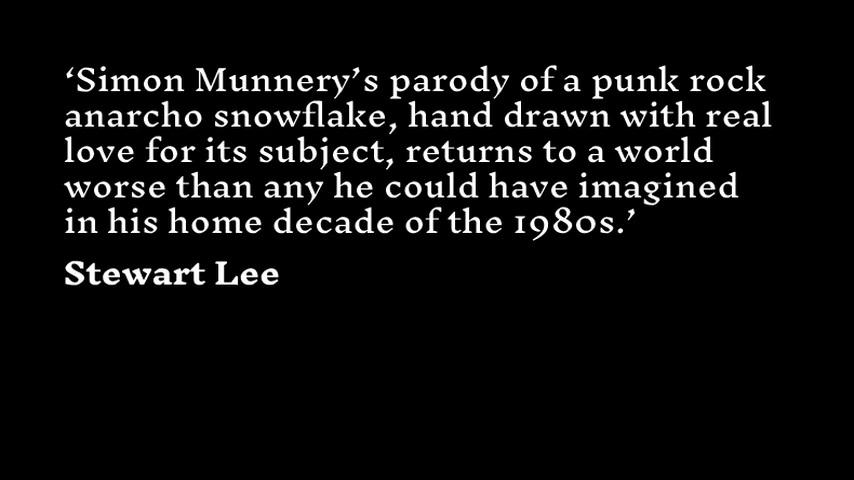 ‘Simon Munnery’s parody of a punk rock
anarcho snowflake, hand drawn with real
love for its subject, returns to a world
worse than any he could have imagined
in his home decade of the 1980s.’
Stewart Lee